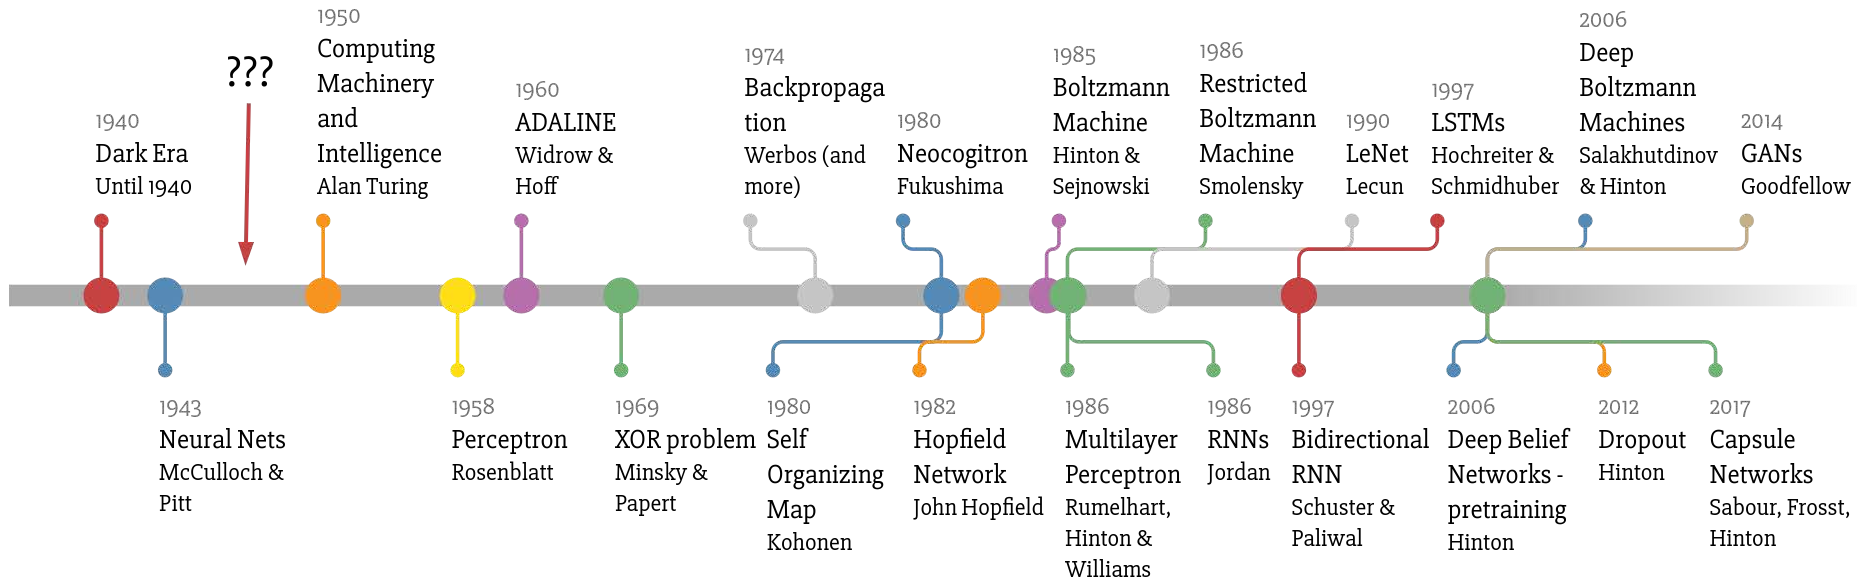 ???
1940
Dark Era
Until 1940
1950
Computing
Machinery
and
Intelligence
Alan Turing
1960
ADALINE
Widrow &
Hoff
1974
Backpropaga
tion
Werbos (and
more)
1980
Neocogitron
Fukushima
1985
Boltzmann
Machine
Hinton &
Sejnowski
1986
Restricted
Boltzmann
Machine
Smolensky
1990
LeNet
Lecun
1997
LSTMs
Hochreiter &
Schmidhuber
2006
Deep
Boltzmann
Machines
Salakhutdinov
& Hinton
2014
GANs
Goodfellow
1943
Neural Nets
McCulloch &
Pitt
1958
Perceptron
Rosenblatt
1969
XOR problem
Minsky &
Papert
1980
Self
Organizing
Map
Kohonen
1982
Hopfield
Network
John Hopfield
1986
Multilayer
Perceptron
Rumelhart,
Hinton &
Williams
1986
RNNs
Jordan
1997
Bidirectional
RNN
Schuster &
Paliwal
2006
Deep Belief
Networks -
pretraining
Hinton
2012
Dropout
Hinton
2017
Capsule
Networks
Sabour, Frosst,
Hinton